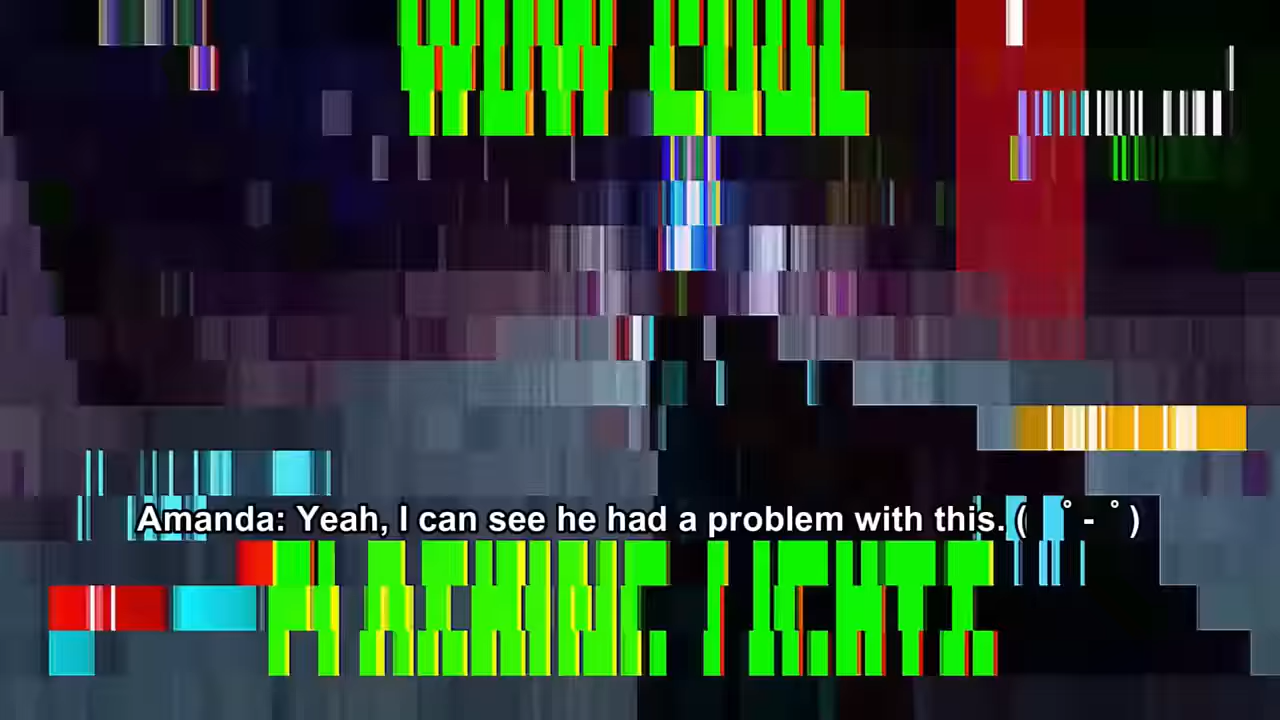 WOW COOL
Amanda: Yeah, I can see he had a problem with this. ( ˚ - ˚ )
FLASHING LIGHTS